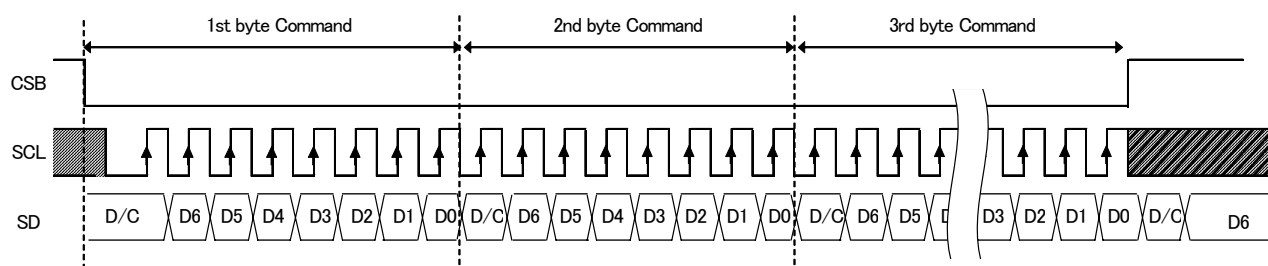 1st byte Command 2nd byte Command 3rd byte Command
CSB
SCL
SD D/C D6 D5 D4 D3 D2 D1 D0 D/C D6 D5 D4 D3 D2 D1 D0 D/C D6 D5 D3 D2 D1 D0 D/C D6